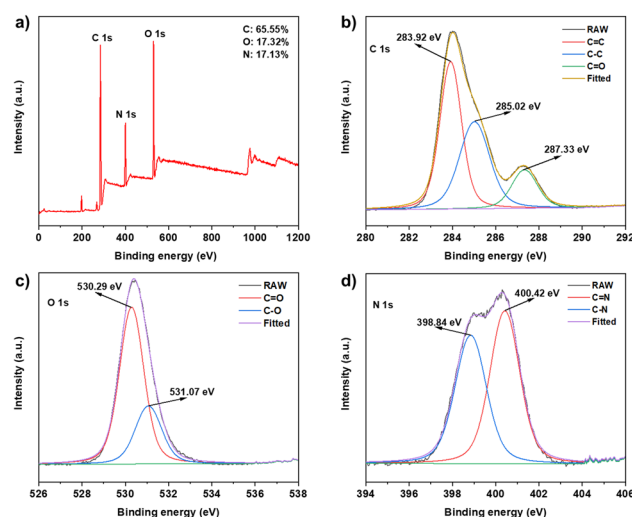 a)
C 1s
O 1s
N 1s
C: 65.55%
O: 17.32%
N: 17.13%
Intensity (a.u.)
0 200 400 600 800 1000 1200
Binding energy (eV)
b)
C 1s
283.92 eV
285.02 eV
287.33 eV
RAW
C=C
C-C
C=O
Fitted
Intensity (a.u.)
280 282 284 286 288 290 292
Binding energy (eV)
c)
O 1s
530.29 eV
531.07 eV
RAW
C=O
C-O
Fitted
Intensity (a.u.)
526 528 530 532 534 536 538
Binding energy (eV)
d)
N 1s
398.84 eV
400.42 eV
RAW
C=N
C-N
Fitted
Intensity (a.u.)
394 396 398 400 402 404 406
Binding energy (eV)